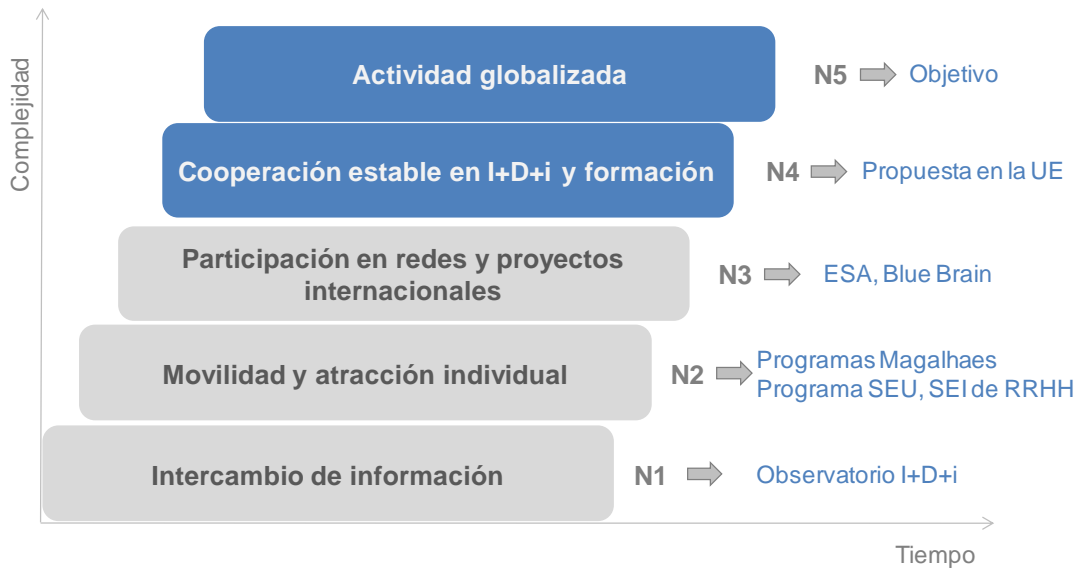 Complejidad
Actividad globalizada
N5
Objetivo
Cooperación estable en I+D+i y formación
N4
Propuesta en la UE
Participación en redes y proyectos
internacionales
N3
ESA, Blue Brain
Movilidad y atracción individual
N2
Programas Magalhaes
Programa SEU, SEI de RRHH
Intercambio de información
N1
Observatorio I+D+i
Tiempo